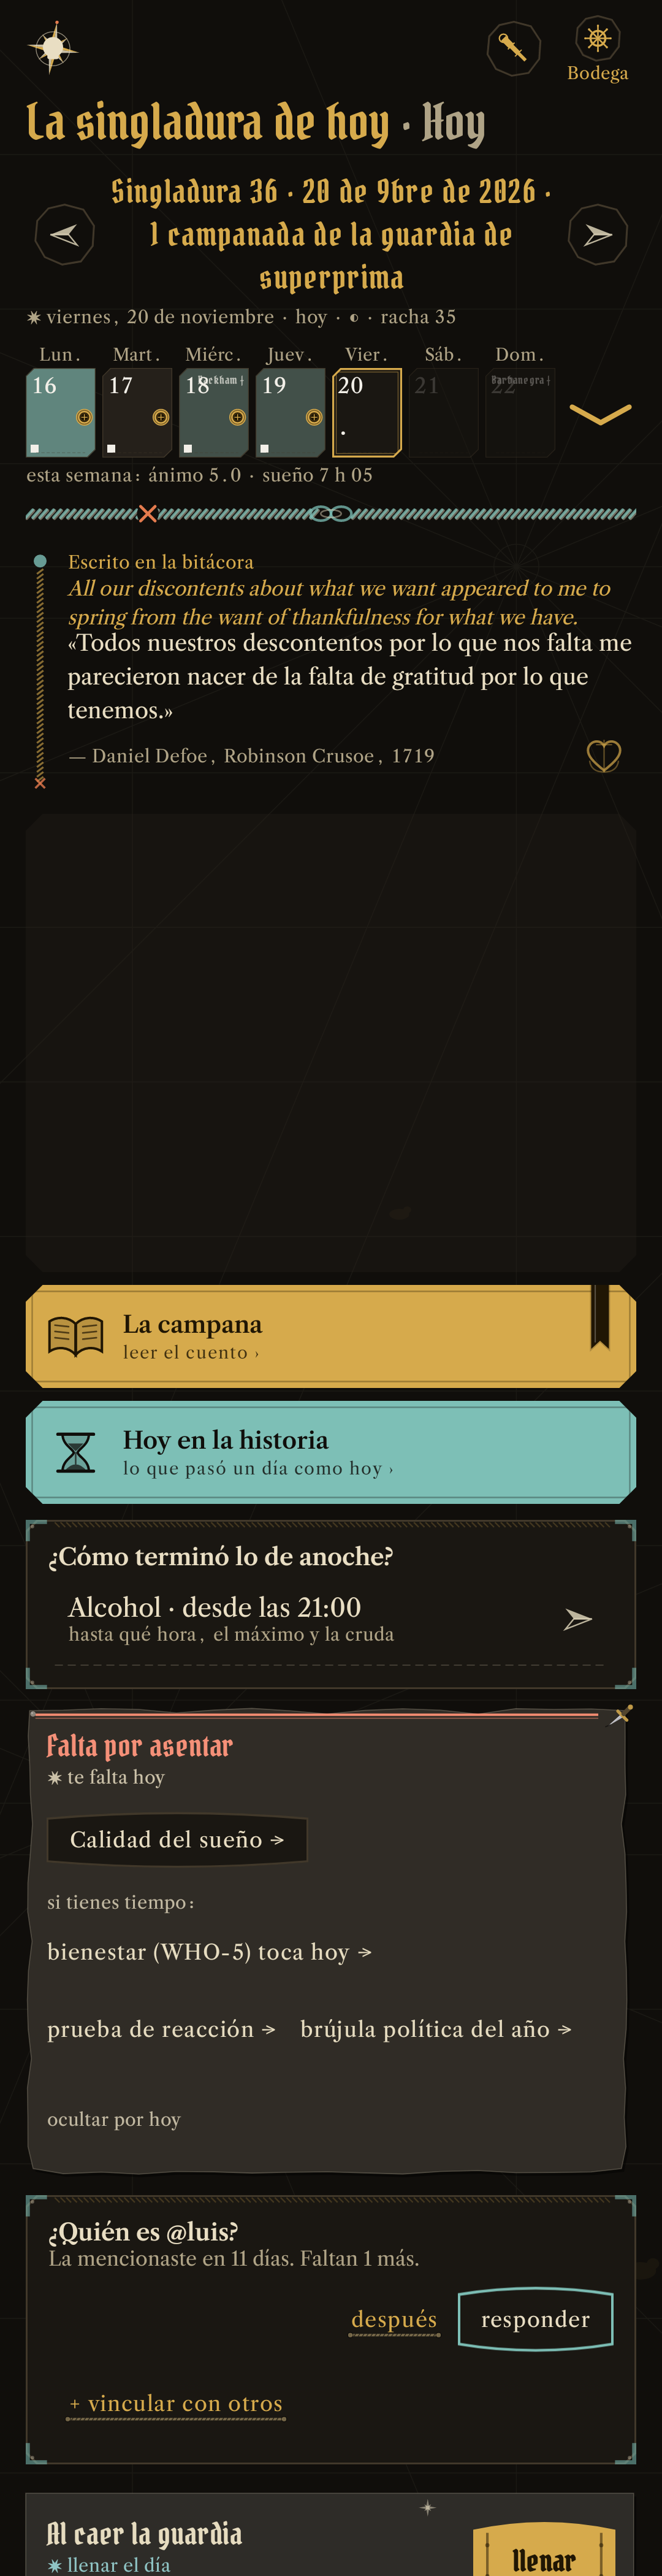 Bodega
La singladura de hoy · Hoy
Singladura 36 · 20 de 9bre de 2026 ·
1 campanada de la guardia de
superprima
viernes, 20 de noviembre · hoy · · racha 35
Lun. Mart. Miérc. Juev. Vier. Sáb. Dom.
16 17 18 19 20 21 22
esta semana: ánimo 5.0 · sueño 7 h 05
Escrito en la bitácora
All our discontents about what we want appeared to me to
spring from the want of thankfulness for what we have.
«Todos nuestros descontentos por lo que nos falta me
parecieron nacer de la falta de gratitud por lo que
tenemos.»
— Daniel Defoe, Robinson Crusoe, 1719
La campana
leer el cuento ›
Hoy en la historia
lo que pasó un día como hoy ›
¿Cómo terminó lo de anoche?
Alcohol · desde las 21:00
hasta qué hora, el máximo y la cruda
Falta por asentar
te falta hoy
Calidad del sueño →
si tienes tiempo:
bienestar (WHO-5) toca hoy →
prueba de reacción → brújula política del año →
ocultar por hoy
¿Quién es @luis?
La mencionaste en 11 días. Faltan 1 más.
después responder
+ vincular con otros
Al caer la guardia
llenar el día
llenar